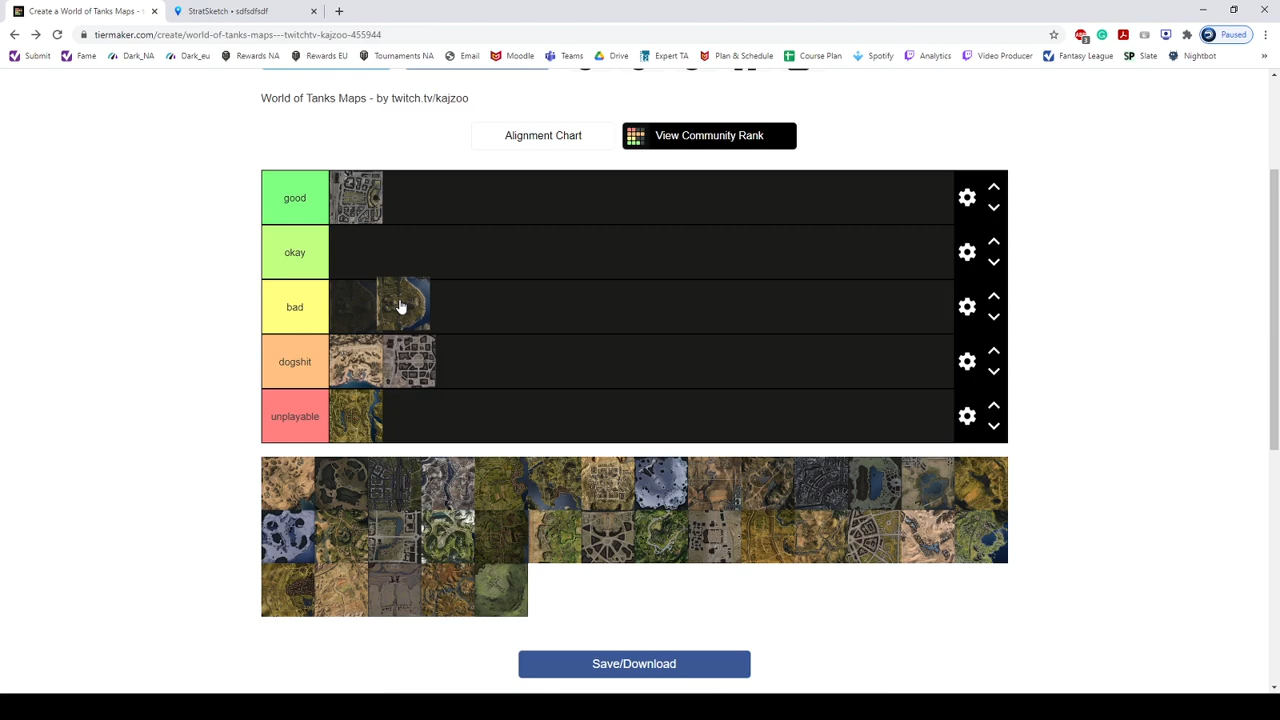 Create a World of Tanks Maps - t
StratSketch • sdfsdfsdf
tiermaker.com/create/world-of-tanks-maps---twitchtv-kajzoo-455944
Paused
Submit
Fame
Dark_NA
Dark_eu
Rewards NA
Rewards EU
Tournaments NA
Email
Moodle
Teams
Drive
Expert TA
Plan & Schedule
Course Plan
Spotify
Analytics
Video Producer
Fantasy League
SP Slate
Nightbot
World of Tanks Maps - by twitch.tv/kajzoo
Alignment Chart
View Community Rank
good
okay
bad
dogshit
unplayable
Save/Download